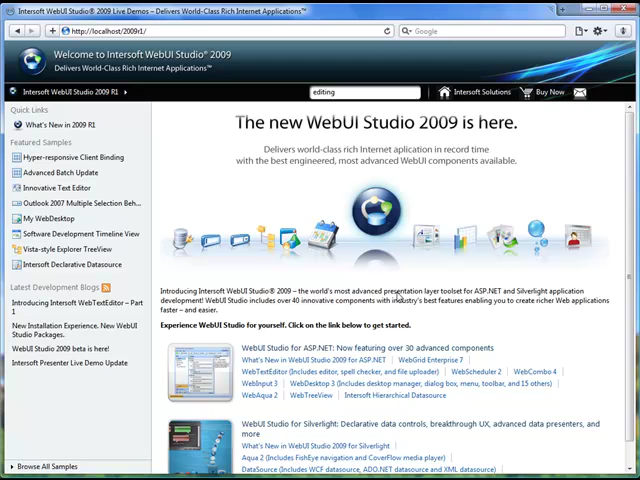 Intersoft WebUI Studio® 2009 Live Demos – Delivers World-Class Rich Internet Applications™
http://localhost/2009r1/
Google
Welcome to Intersoft WebUI Studio® 2009
Delivers World-Class Rich Internet Applications™
Intersoft WebUI Studio 2009 R1
editing
Intersoft Solutions
Buy Now
Quick Links
What's New in 2009 R1
Featured Samples
Hyper-responsive Client Binding
Advanced Batch Update
Innovative Text Editor
Outlook 2007 Multiple Selection Beh...
My WebDesktop
Software Development Timeline View
Vista-style Explorer TreeView
Intersoft Declarative Datasource
Latest Development Blogs
Introducing Intersoft WebTextEditor – Part
1
New Installation Experience. New WebUI
Studio Packages.
WebUI Studio 2009 beta is here!
Intersoft Presenter Live Demo Update
Browse All Samples
The new WebUI Studio 2009 is here.
Delivers world-class rich Internet aplication in record time
with the best engineered, most advanced WebUI components available.
Introducing Intersoft WebUI Studio® 2009 – the world's most advanced presentation layer toolset for ASP.NET and Silverlight application
development! WebUI Studio includes over 40 innovative components with industry's best features enabling you to create richer Web applications
faster – and easier.
Experience WebUI Studio for yourself. Click on the link below to get started.
WebUI Studio for ASP.NET: Now featuring over 30 advanced components
What's New in WebUI Studio 2009 for ASP.NET | WebGrid Enterprise 7
WebTextEditor (Includes editor, spell checker, and file uploader) | WebScheduler 2 | WebCombo 4
WebInput 3 | WebDesktop 3 (Includes desktop manager, dialog box, menu, toolbar, and 15 others)
WebAqua 2 | WebTreeView | Intersoft Hierarchical Datasource
WebUI Studio for Silverlight: Declarative data controls, breakthrough UX, advanced data presenters, and
more
What's New in WebUI Studio 2009 for Silverlight
Aqua 2 (Includes FishEye navigation and CoverFlow media player)
DataSource (Includes WCF datasource, ADO.NET datasource and XML datasource)